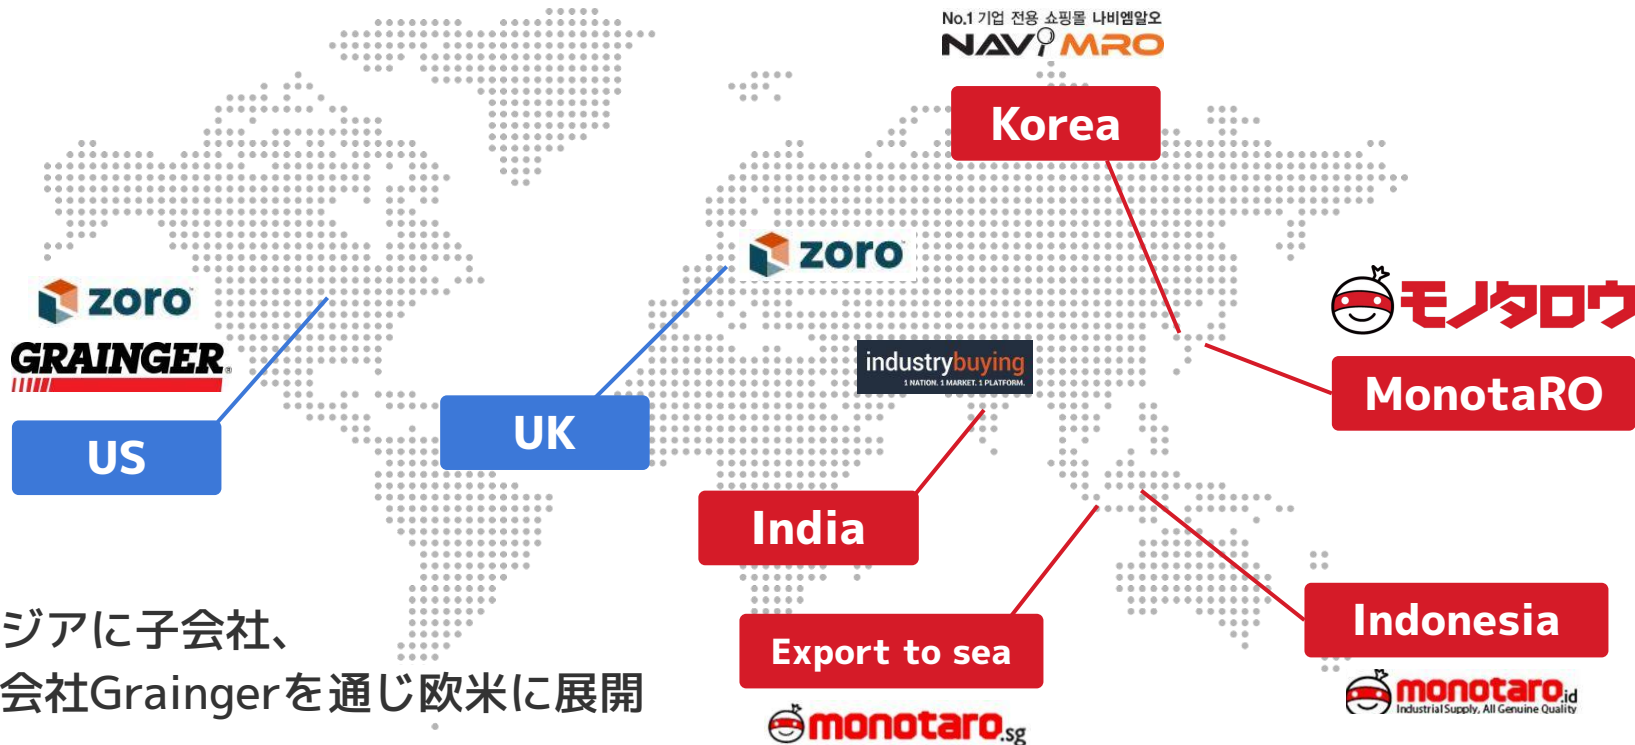 No.1 기업 전용 쇼핑몰 나비엠알오
NAVI MRO
Korea
zoro
zoro™
GRAINGER®
US
UK
industrybuying
1 NATION. 1 MARKET. 1 PLATFORM.
モノタロウ
MonotaRO
India
Export to sea
monotaro.sg
Indonesia
monotaro.id
Industrial Supply, All Genuine Quality
ジアに子会社、
会社Graingerを通じ欧米に展開